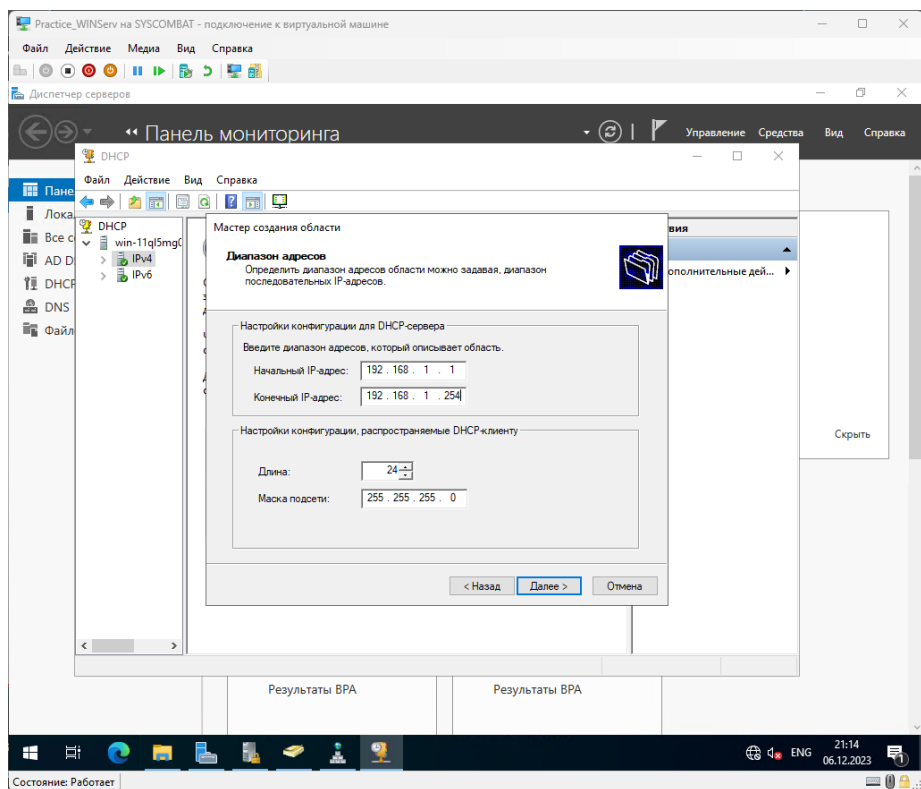 Practice_WINServ на SYSCOMBAT - подключение к виртуальной машине
Файл Действие Медиа Вид Справка
Диспетчер серверов
Панель мониторинга
Управление Средства Вид Справка
DHCP
Файл Действие Вид Справка
DHCP
IPv4
IPv6
AD D
DHCP
DNS
Мастер создания области
Диапазон адресов
Определить диапазон адресов области можно задавая, диапазон
последовательных IP-адресов.
Настройки конфигурации для DHCP-сервера
Введите диапазон адресов, который описывает область.
Начальный IP-адрес: 192 . 168 . 1 . 1
Конечный IP-адрес: 192 . 168 . 1 . 254
Настройки конфигурации, распространяемые DHCP-клиенту
Длина: 24
Маска подсети: 255 . 255 . 255 . 0
< Назад Далее > Отмена
Скрыть
Результаты BPA Результаты BPA
ENG
21:14
06.12.2023
1
Состояние: Работает